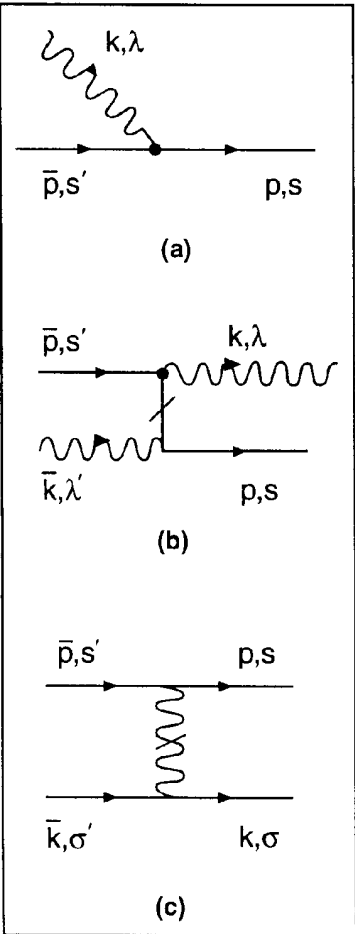 k,λ
p̄,s′ p,s
(a)
p̄,s′ k,λ
k̄,λ′ p,s
(b)
p̄,s′ p,s
k̄,σ′ k,σ
(c)